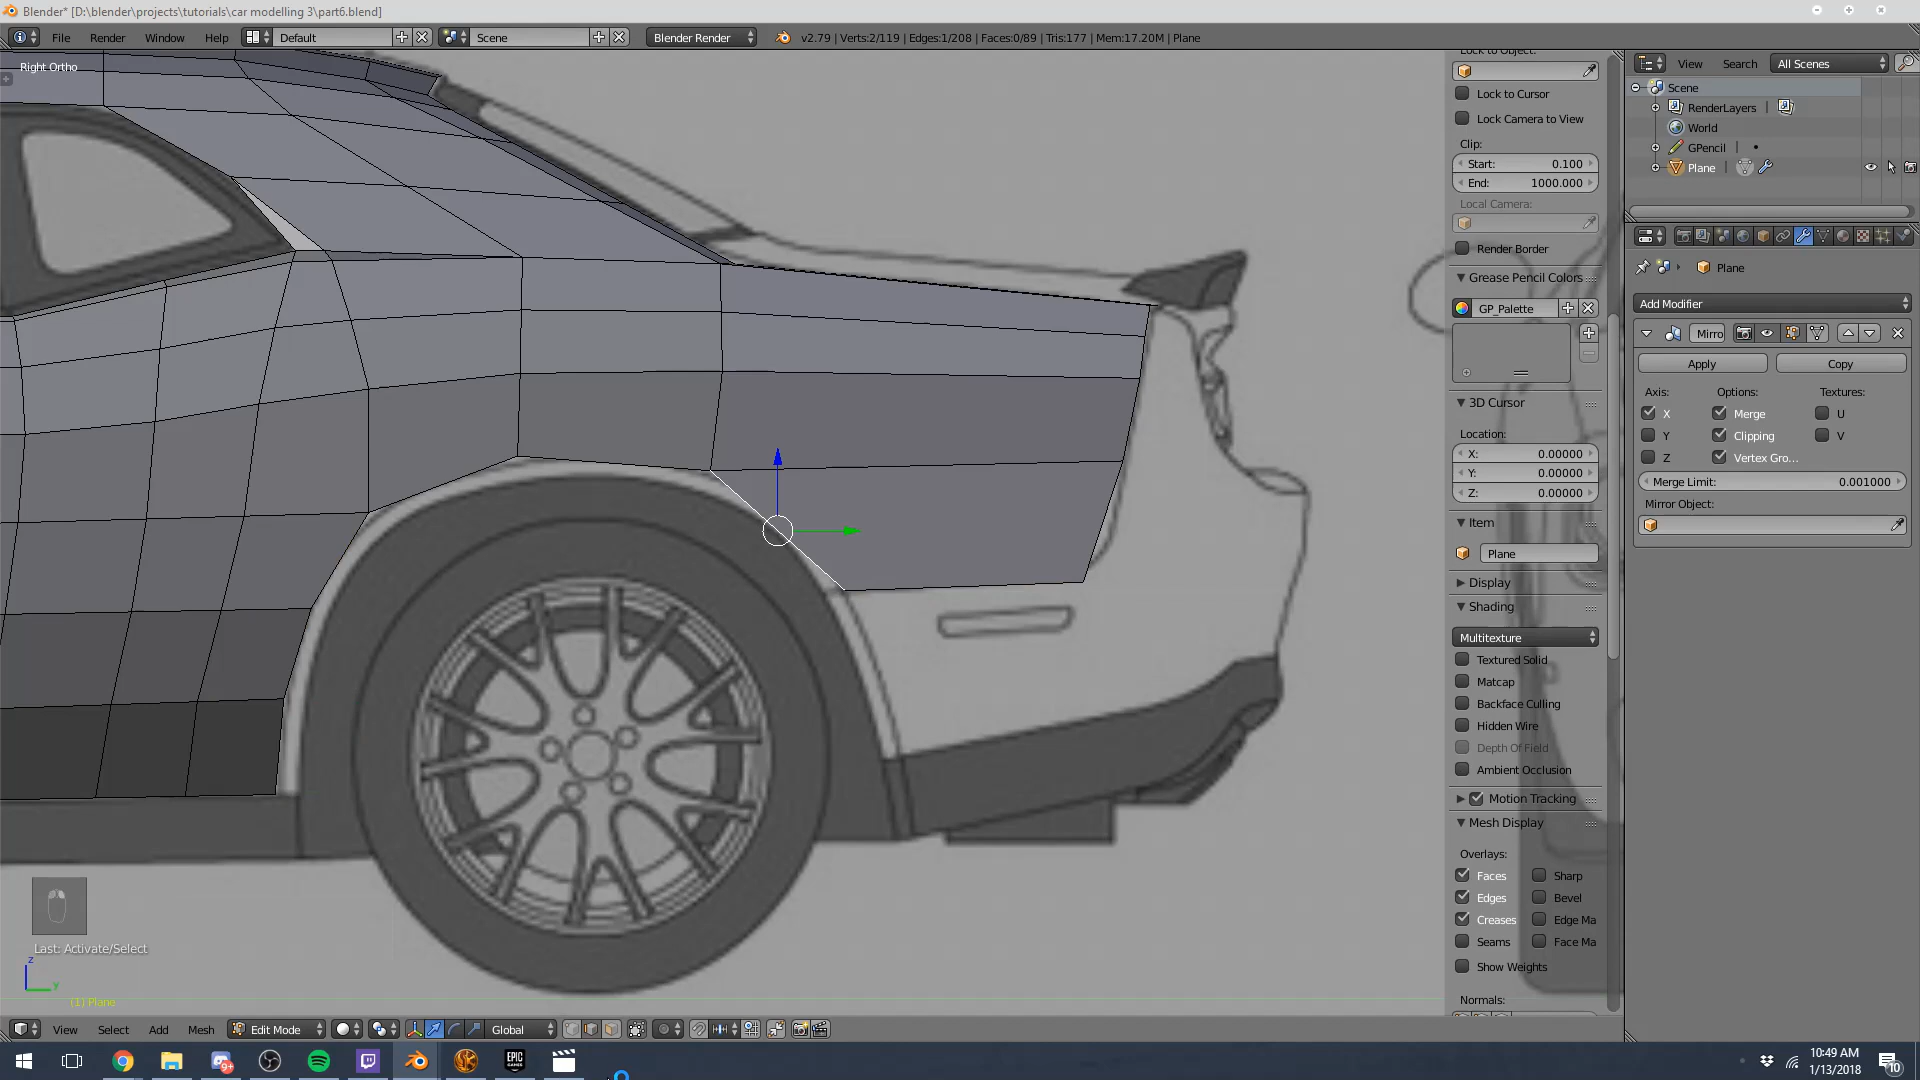 Blender* [D:\blender\projects\tutorials\car modelling 3\part6.blend]
File Render Window Help Default Scene Blender Render v2.79 | Verts:2/119 | Edges:1/208 | Faces:0/89 | Tris:177 | Mem:17.20M | Plane
Right Ortho
Lock to Object:
Lock to Cursor
Lock Camera to View
Clip:
Start: 0.100
End: 1000.000
Local Camera:
Render Border
Grease Pencil Colors
GP_Palette
3D Cursor
Location:
X: 0.00000
Y: 0.00000
Z: 0.00000
Item
Plane
Display
Shading
Multitexture
Textured Solid
Matcap
Backface Culling
Hidden Wire
Depth Of Field
Ambient Occlusion
Motion Tracking
Mesh Display
Overlays:
Faces Sharp
Edges Bevel
Creases Edge Ma
Seams Face Ma
Show Weights
Normals:
View Search All Scenes
Scene
RenderLayers |
World
GPencil |
Plane |
Plane
Add Modifier
Mirro
Apply Copy
Axis: Options: Textures:
X Merge U
Y Clipping V
Z Vertex Gro...
Merge Limit: 0.001000
Mirror Object:
Last: Activate/Select
z
y
(1) Plane
View Select Add Mesh Edit Mode Global
9+
EPIC
GAMES
10:49 AM
1/13/2018
10